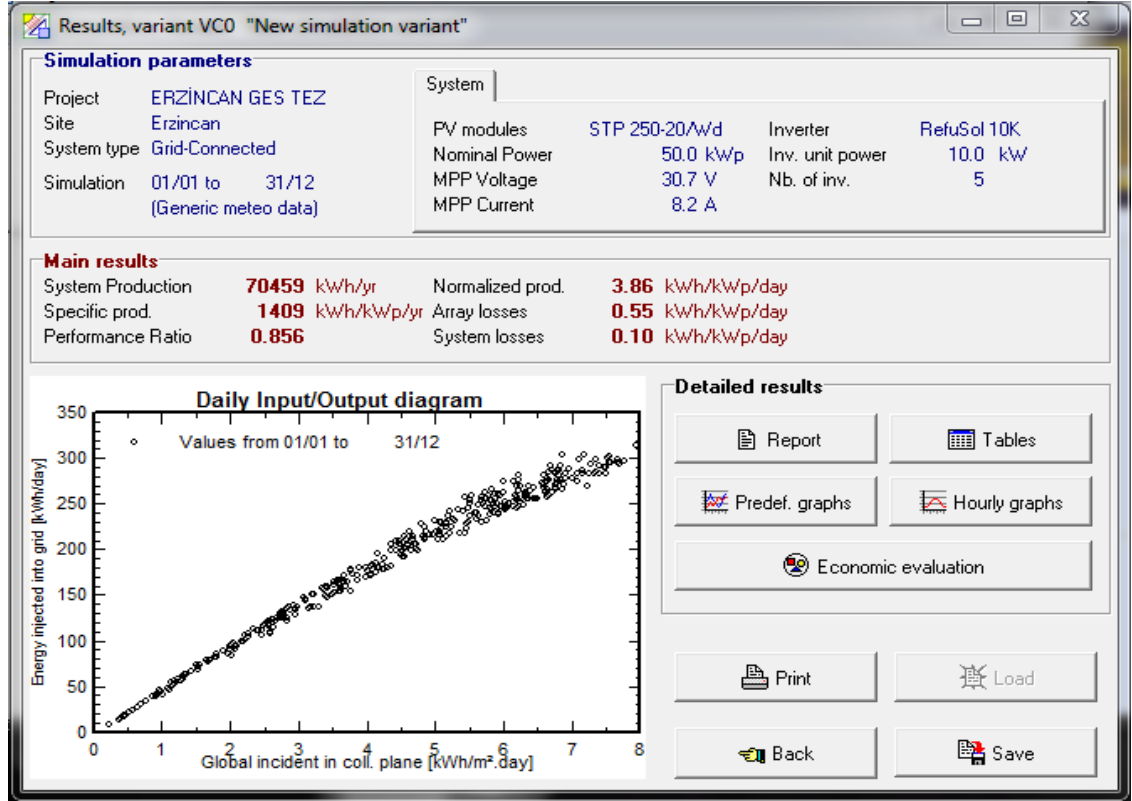 Results, variant VC0 "New simulation variant"
Simulation parameters
Project ERZİNCAN GES TEZ
Site Erzincan
System type Grid-Connected
Simulation 01/01 to 31/12
(Generic meteo data)
System
PV modules STP 250-20/Wd Inverter RefuSol 10K
Nominal Power 50.0 kWp Inv. unit power 10.0 kW
MPP Voltage 30.7 V Nb. of inv. 5
MPP Current 8.2 A
Main results
System Production 70459 kWh/yr Normalized prod. 3.86 kWh/kWp/day
Specific prod. 1409 kWh/kWp/yr Array losses 0.55 kWh/kWp/day
Performance Ratio 0.856 System losses 0.10 kWh/kWp/day
Daily Input/Output diagram
Values from 01/01 to 31/12
Energy injected into grid [kWh/day]
350
300
250
200
150
100
50
0
0 1 2 3 4 5 6 7 8
Global incident in coll. plane [kWh/m².day]
Detailed results
Report Tables
Predef. graphs Hourly graphs
Economic evaluation
Print Load
Back Save